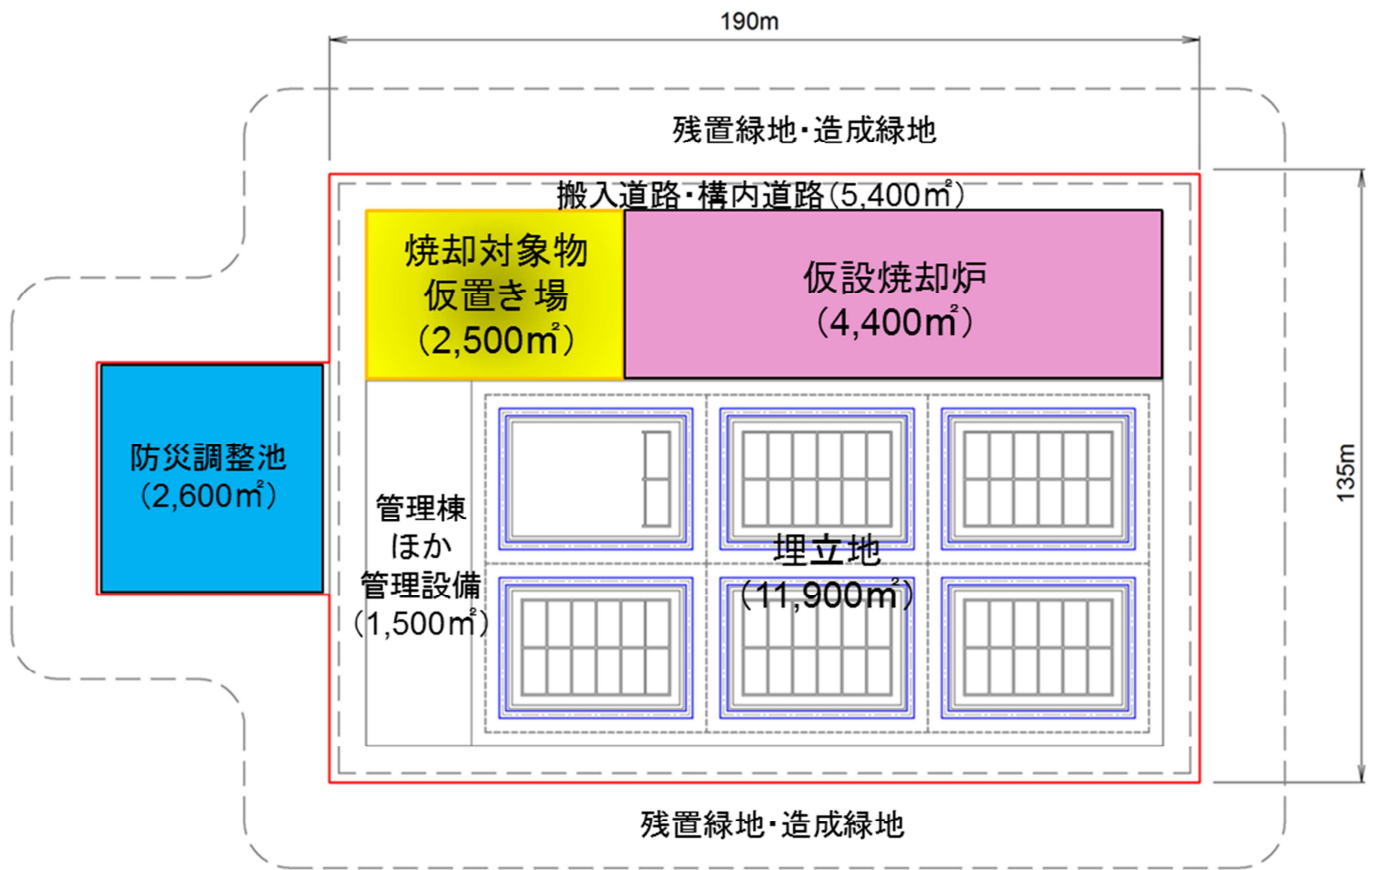 190m
残置緑地・造成緑地
搬入道路・構内道路（5,400㎡）
焼却対象物
仮置き場
（2,500㎡）
仮設焼却炉
（4,400㎡）
防災調整池
（2,600㎡）
管理棟
ほか
管理設備
（1,500㎡）
埋立地
（11,900㎡）
135m
残置緑地・造成緑地